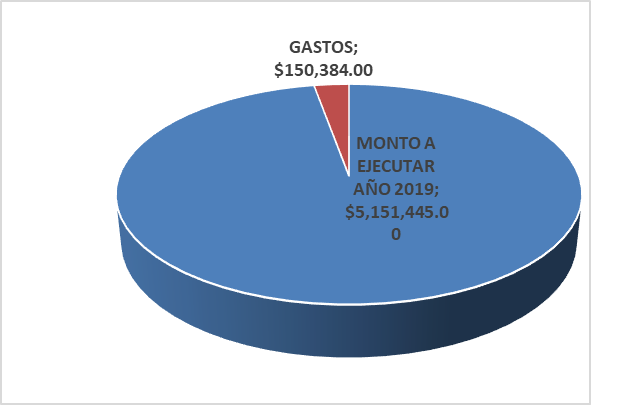 GASTOS;
$150,384.00
MONTO A
EJECUTAR
AÑO 2019;
$5,151,445.0
0